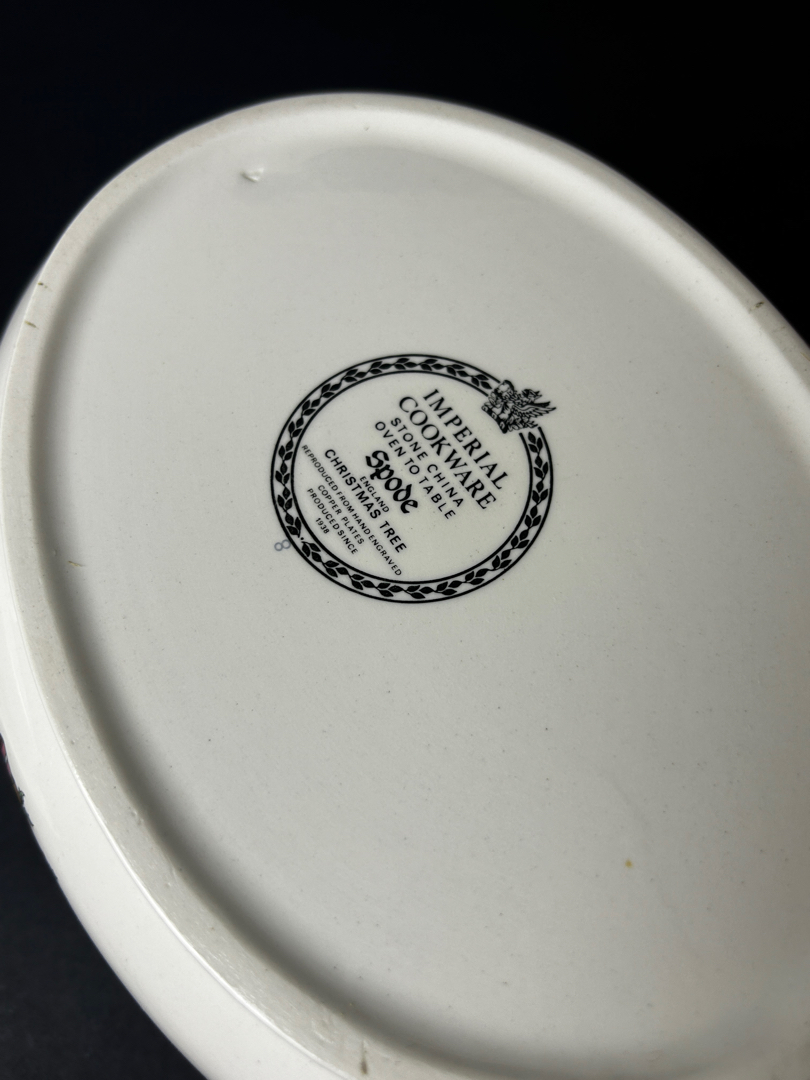 IMPERIAL
COOKWARE
STONE CHINA
OVEN TO TABLE
Spode
ENGLAND
CHRISTMAS TREE
REPRODUCED FROM HAND ENGRAVED
COPPER PLATES
PRODUCED SINCE
1938
8